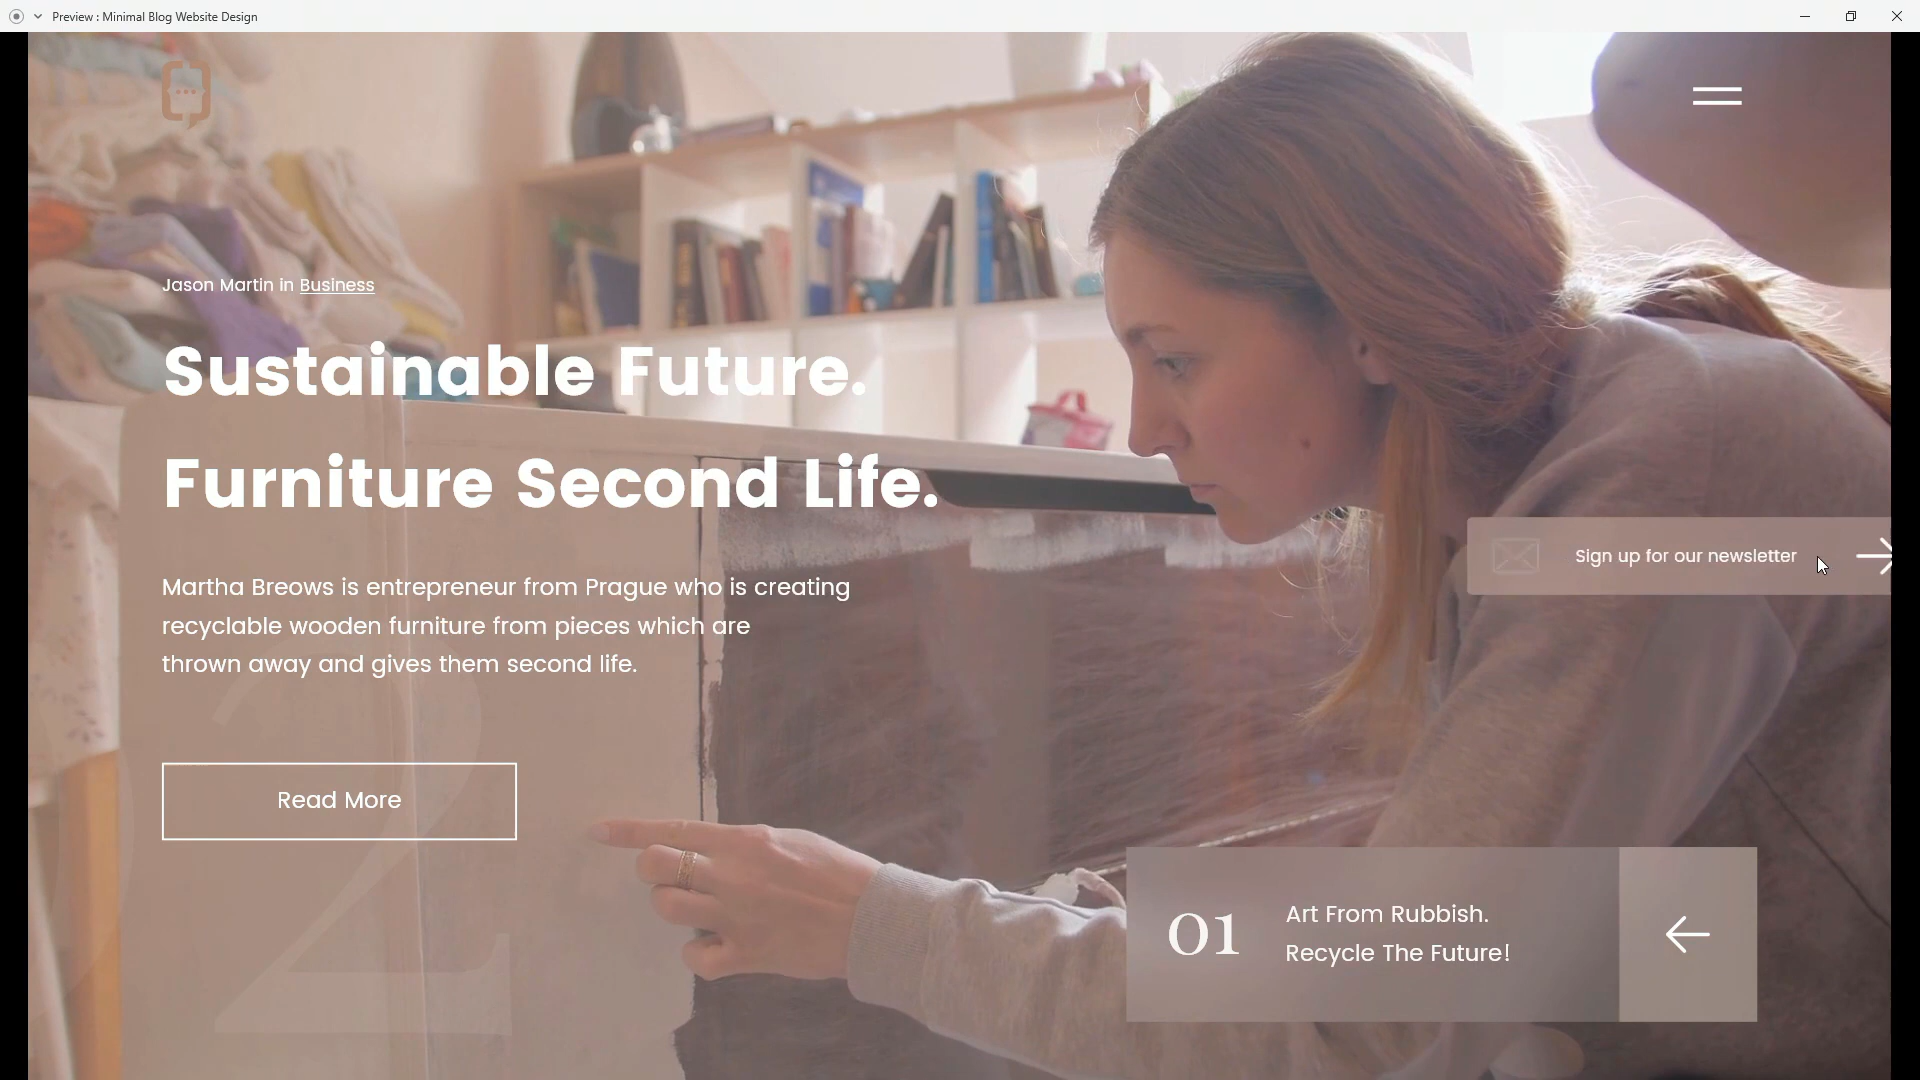 Preview : Minimal Blog Website Design
Jason Martin in Business
Sustainable Future.
Furniture Second Life.
Martha Breows is entrepreneur from Prague who is creating
recyclable wooden furniture from pieces which are
thrown away and gives them second life.
Sign up for our newsletter
Read More
2
01
Art From Rubbish.
Recycle The Future!